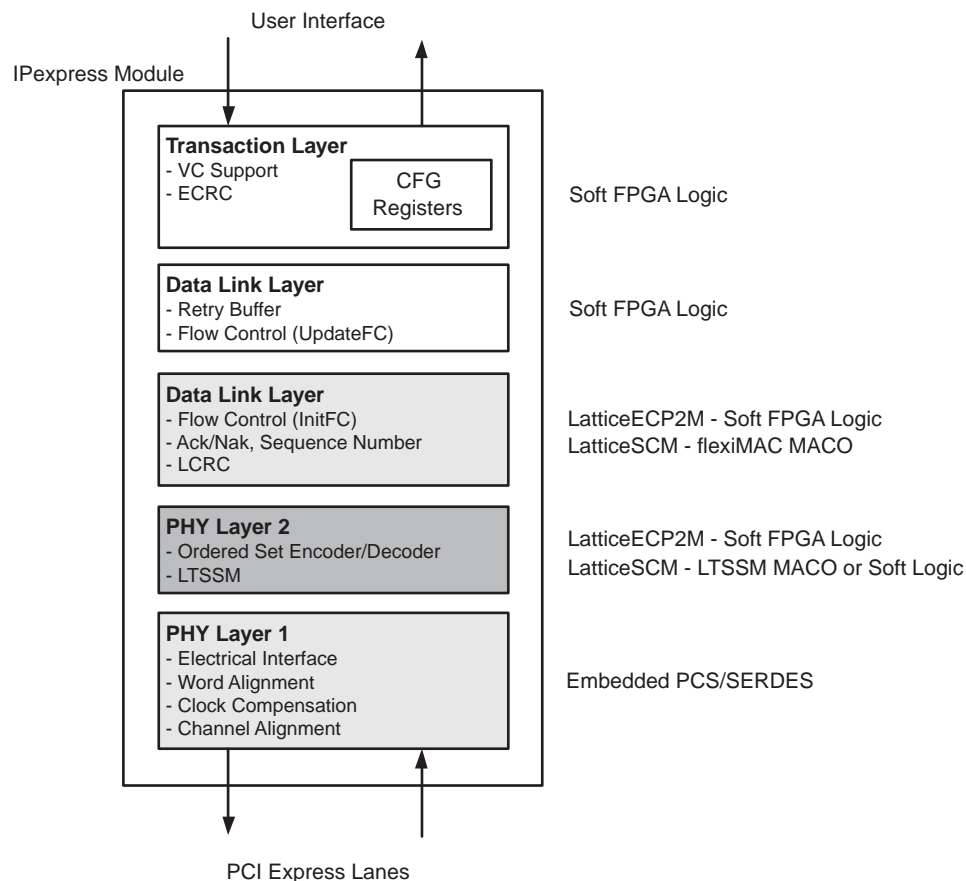 User Interface
IPexpress Module
Transaction Layer
- VC Support
- ECRC
CFG
Registers
Soft FPGA Logic
Data Link Layer
- Retry Buffer
- Flow Control (UpdateFC)
Soft FPGA Logic
Data Link Layer
- Flow Control (InitFC)
- Ack/Nak, Sequence Number
- LCRC
LatticeECP2M - Soft FPGA Logic
LatticeSCM - flexiMAC MACO
PHY Layer 2
- Ordered Set Encoder/Decoder
- LTSSM
LatticeECP2M - Soft FPGA Logic
LatticeSCM - LTSSM MACO or Soft Logic
PHY Layer 1
- Electrical Interface
- Word Alignment
- Clock Compensation
- Channel Alignment
Embedded PCS/SERDES
PCI Express Lanes